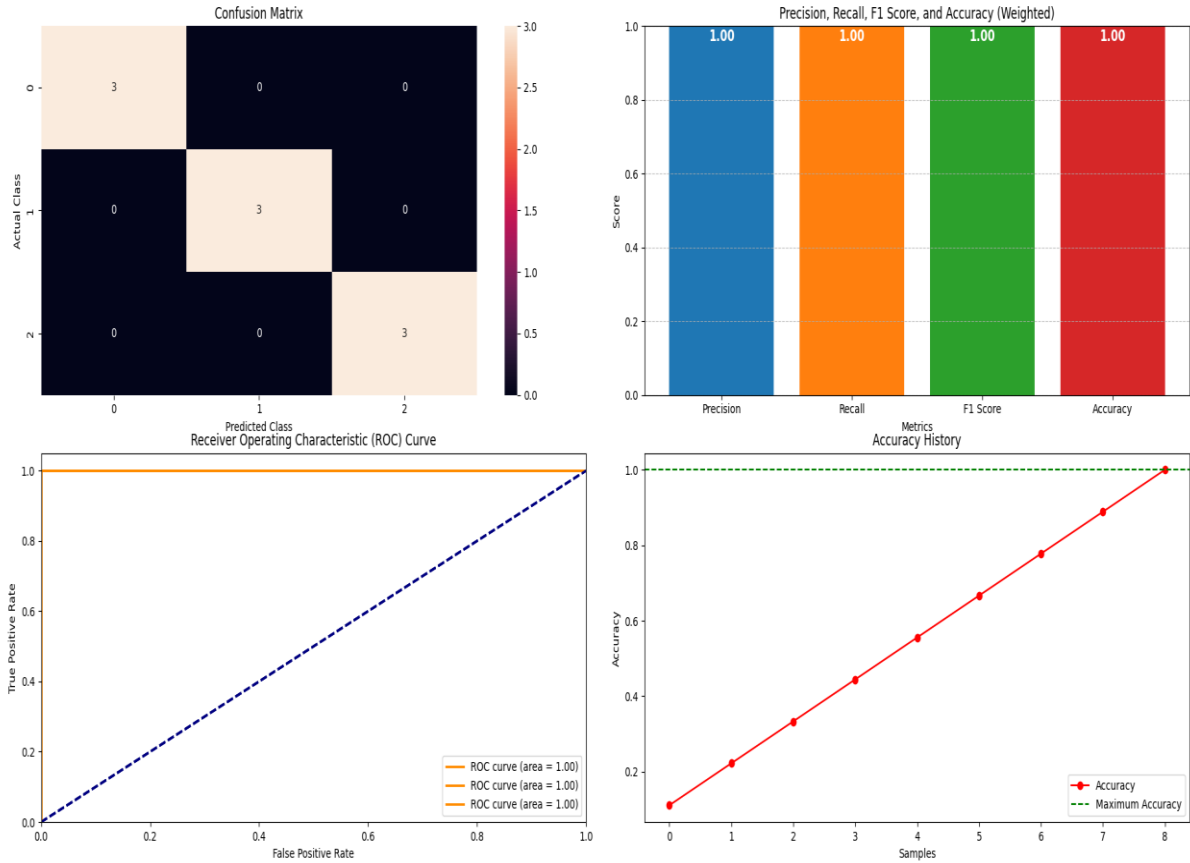 Confusion Matrix
Actual Class
0
1
2
3 0 0
0 3 0
0 0 3
0 1 2
Predicted Class
3.0
2.5
2.0
1.5
1.0
0.5
0.0
Precision, Recall, F1 Score, and Accuracy (Weighted)
Score
1.0
0.8
0.6
0.4
0.2
0.0
1.00 1.00 1.00 1.00
Precision Recall F1 Score Accuracy
Metrics
Receiver Operating Characteristic (ROC) Curve
True Positive Rate
1.0
0.8
0.6
0.4
0.2
0.0
ROC curve (area = 1.00)
ROC curve (area = 1.00)
ROC curve (area = 1.00)
0.0 0.2 0.4 0.6 0.8 1.0
False Positive Rate
Accuracy History
Accuracy
1.0
0.8
0.6
0.4
0.2
Accuracy
Maximum Accuracy
0 1 2 3 4 5 6 7 8
Samples